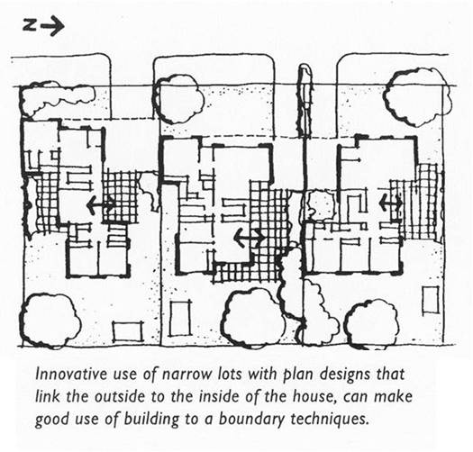 N
Innovative use of narrow lots with plan designs that
link the outside to the inside of the house, can make
good use of building to a boundary techniques.